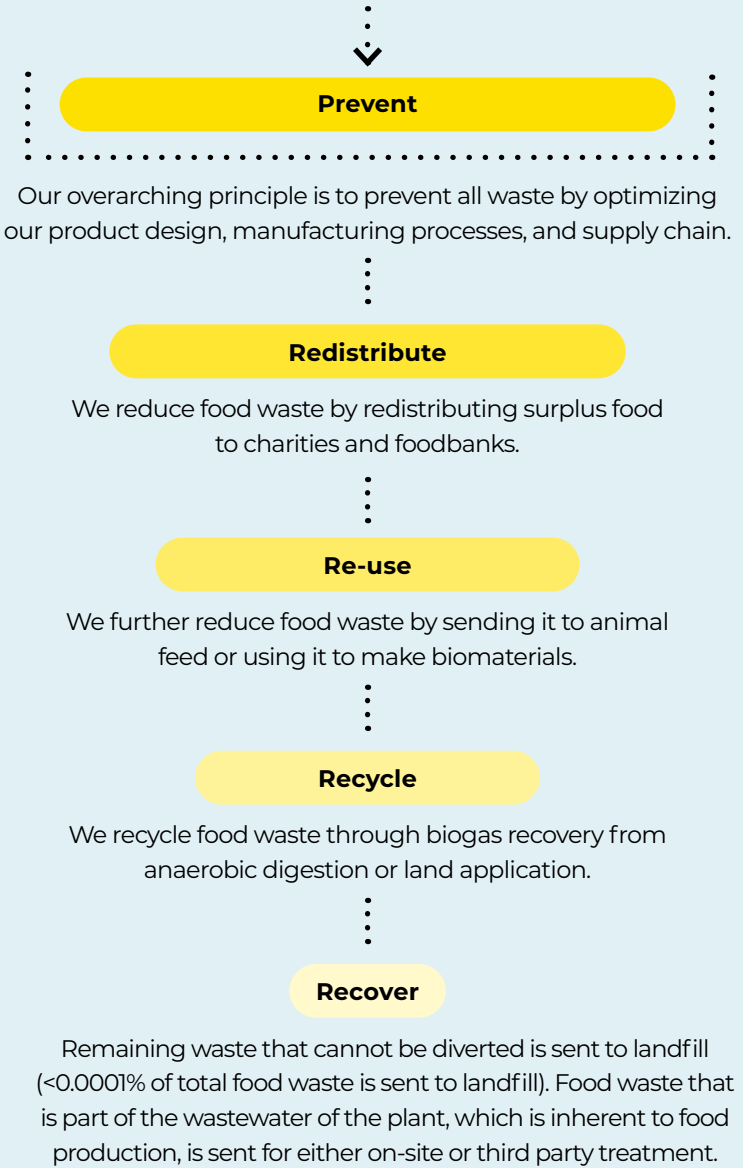 Prevent
Our overarching principle is to prevent all waste by optimizing
our product design, manufacturing processes, and supply chain.
Redistribute
We reduce food waste by redistributing surplus food
to charities and foodbanks.
Re-use
We further reduce food waste by sending it to animal
feed or using it to make biomaterials.
Recycle
We recycle food waste through biogas recovery from
anaerobic digestion or land application.
Recover
Remaining waste that cannot be diverted is sent to landfill
(<0.0001% of total food waste is sent to landfill). Food waste that
is part of the wastewater of the plant, which is inherent to food
production, is sent for either on-site or third party treatment.